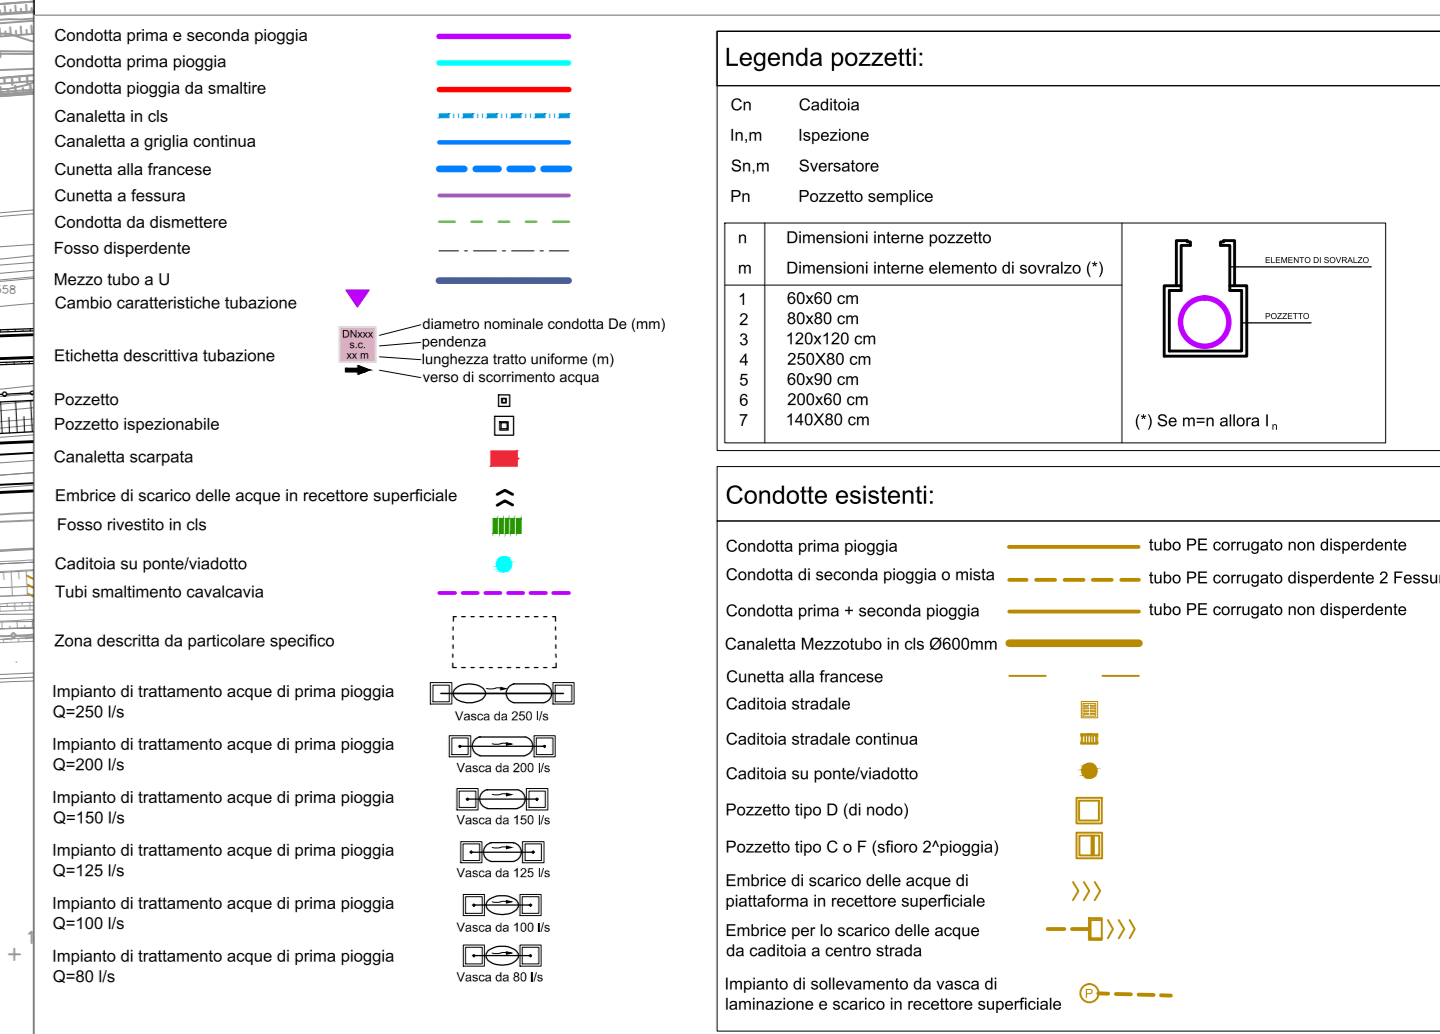 Condotta prima e seconda pioggia
Condotta prima pioggia
Condotta pioggia da smaltire
Canaletta in cls
Canaletta a griglia continua
Cunetta alla francese
Cunetta a fessura
Condotta da dismettere
Fosso disperdente
Mezzo tubo a U
Cambio caratteristiche tubazione
Etichetta descrittiva tubazione
DNxxx
s.c.
xx m
diametro nominale condotta De (mm)
pendenza
lunghezza tratto uniforme (m)
verso di scorrimento acqua
Pozzetto
Pozzetto ispezionabile
Canaletta scarpata
Embrice di scarico delle acque in recettore superficiale
Fosso rivestito in cls
Caditoia su ponte/viadotto
Tubi smaltimento cavalcavia
Zona descritta da particolare specifico
Impianto di trattamento acque di prima pioggia
Q=250 l/s
Vasca da 250 l/s
Impianto di trattamento acque di prima pioggia
Q=200 l/s
Vasca da 200 l/s
Impianto di trattamento acque di prima pioggia
Q=150 l/s
Vasca da 150 l/s
Impianto di trattamento acque di prima pioggia
Q=125 l/s
Vasca da 125 l/s
Impianto di trattamento acque di prima pioggia
Q=100 l/s
Vasca da 100 l/s
Impianto di trattamento acque di prima pioggia
Q=80 l/s
Vasca da 80 l/s
Legenda pozzetti:
Cn Caditoia
In,m Ispezione
Sn,m Sversatore
Pn Pozzetto semplice
n Dimensioni interne pozzetto
m Dimensioni interne elemento di sovralzo (*)
1 60x60 cm
2 80x80 cm
3 120x120 cm
4 250X80 cm
5 60x90 cm
6 200x60 cm
7 140X80 cm
ELEMENTO DI SOVRALZO
POZZETTO
(*) Se m=n allora In
Condotte esistenti:
Condotta prima pioggia tubo PE corrugato non disperdente
Condotta di seconda pioggia o mista tubo PE corrugato disperdente 2 Fessur
Condotta prima + seconda pioggia tubo PE corrugato non disperdente
Canaletta Mezzotubo in cls Ø600mm
Cunetta alla francese
Caditoia stradale
Caditoia stradale continua
Caditoia su ponte/viadotto
Pozzetto tipo D (di nodo)
Pozzetto tipo C o F (sfioro 2^pioggia)
Embrice di scarico delle acque di
piattaforma in recettore superficiale
Embrice per lo scarico delle acque
da caditoia a centro strada
Impianto di sollevamento da vasca di
laminazione e scarico in recettore superficiale
P